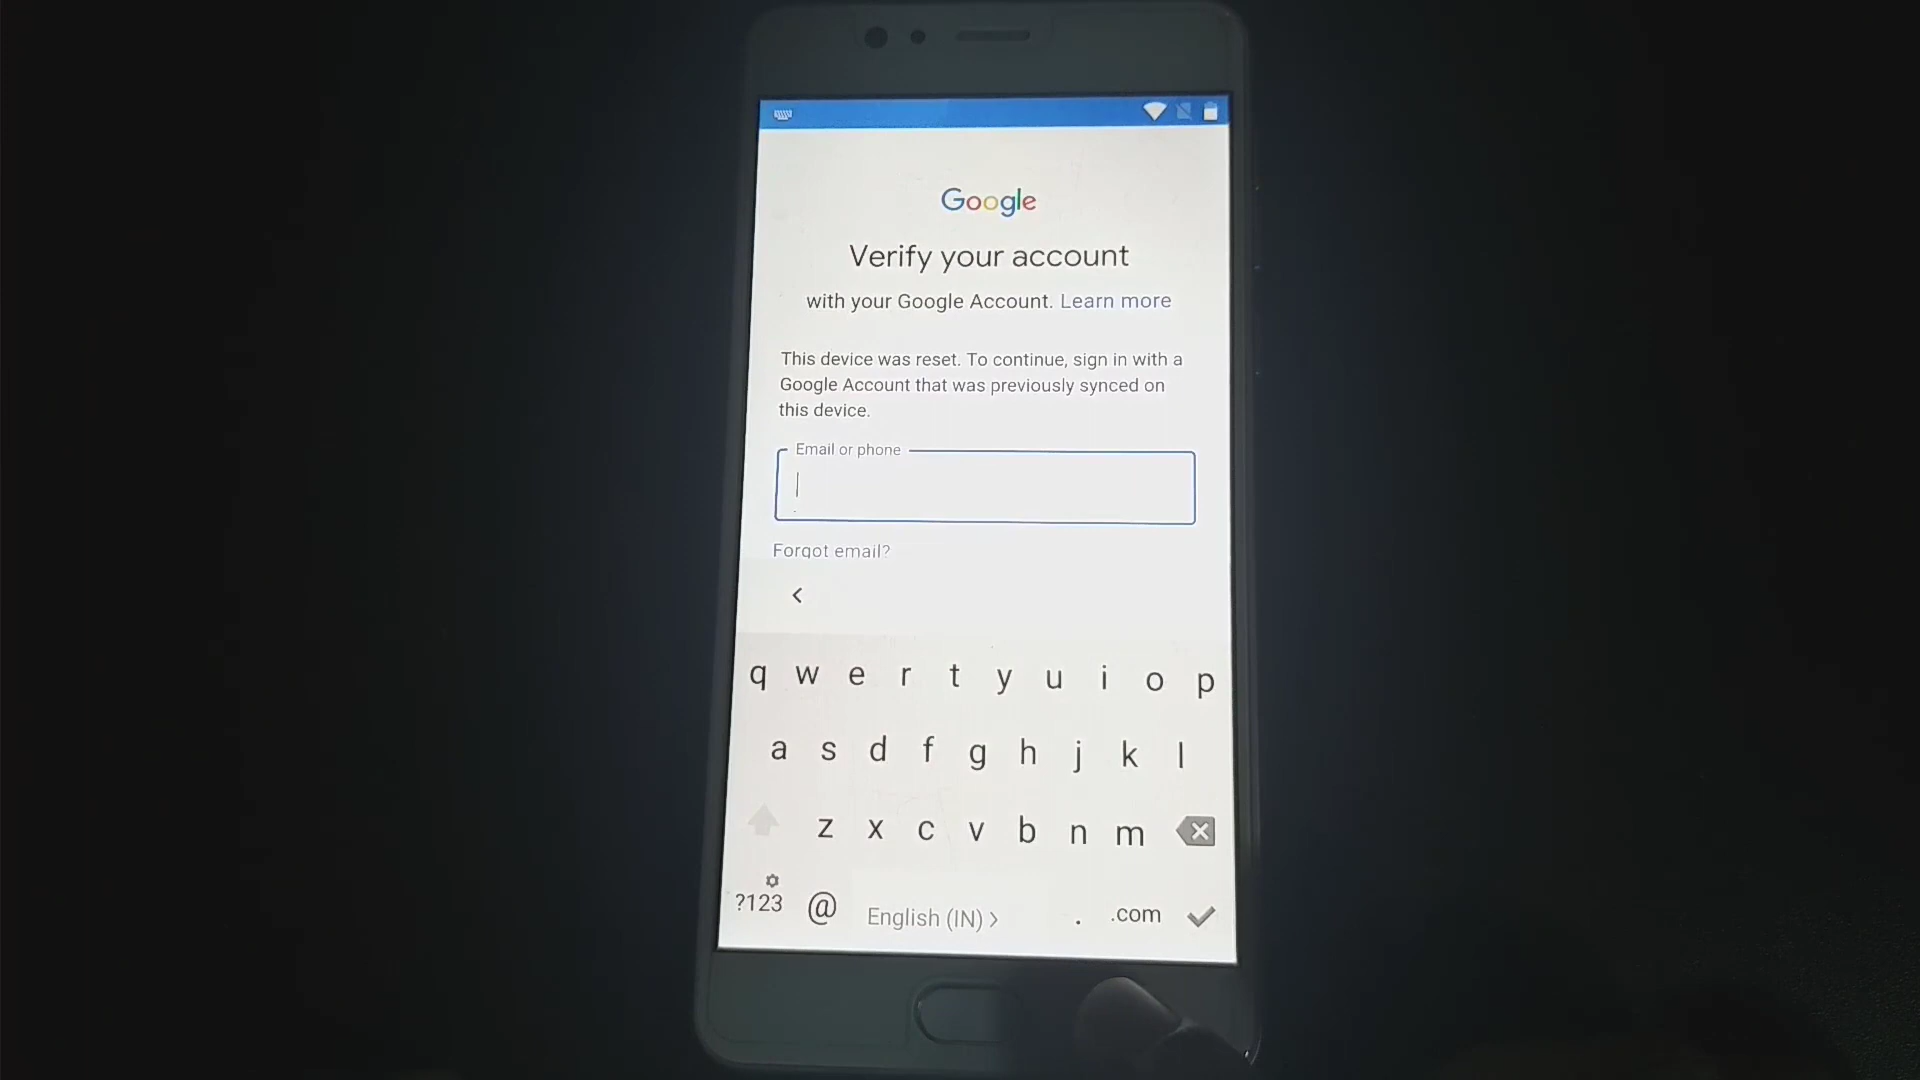 Google
Verify your account
with your Google Account. Learn more
This device was reset. To continue, sign in with a
Google Account that was previously synced on
this device.
Email or phone
Forgot email?
q w e r t y u i o p
a s d f g h j k l
z x c v b n m
?123 @ English (IN) . .com